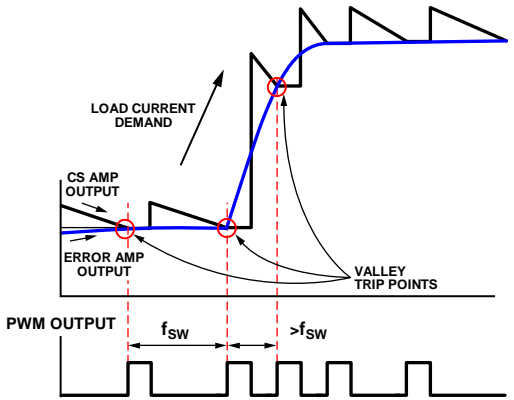 LOAD CURRENT
DEMAND
CS AMP
OUTPUT
ERROR AMP
OUTPUT
VALLEY
TRIP POINTS
PWM OUTPUT
fSW
>fSW